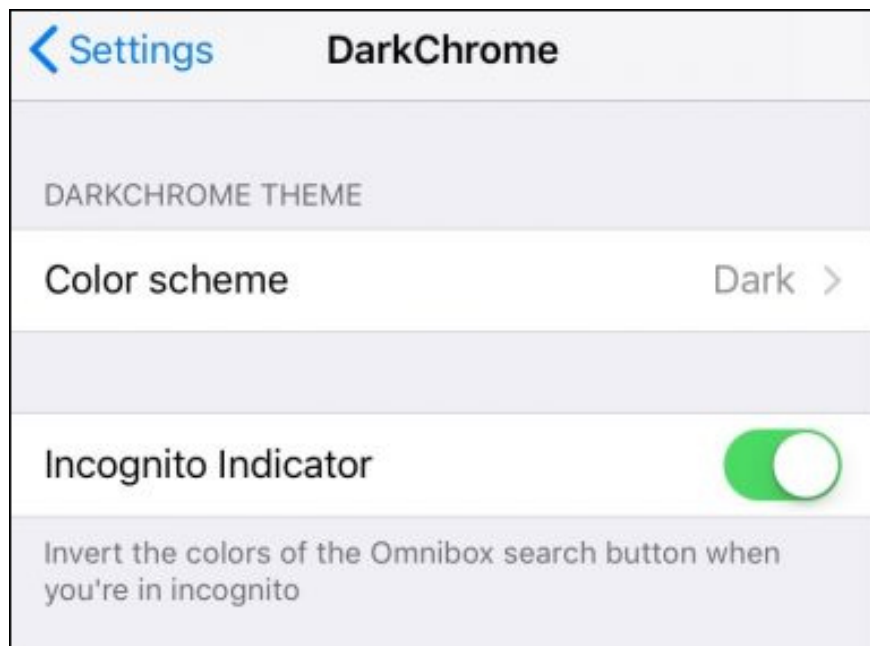 Settings
DarkChrome
DARKCHROME THEME
Color scheme
Dark
Incognito Indicator
Invert the colors of the Omnibox search button when
you're in incognito